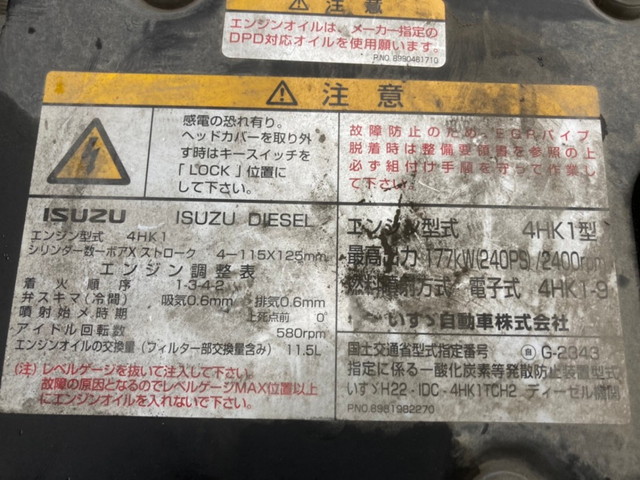 ⚠ 注意
エンジンオイルは、メーカー指定の
DPD対応オイルを使用願います。
P.NO. 8980461710
⚠ 注意
感電の恐れ有り。
ヘッドカバーを取り外
す時はキースイッチを
「LOCK」位置に
して下さい。
故障防止のため、EGRパイプ
脱着時は整備要領書を参照の上
必ず組付け手順を守って作業し
て下さい。
ISUZU ISUZU DIESEL
エンジン型式 4HK1
シリンダー数-ボアXストローク 4-115X125mm
エンジン調整表
着火順序 1-3-4-2
弁スキマ(冷間) 吸気0.6mm 排気0.6mm
噴射始メ時期 上死点前 0°
アイドル回転数 580rpm
エンジンオイルの交換量(フィルター部交換量含み) 11.5L
(注)レベルゲージを抜いて注入して下さい。
故障の原因となるのでレベルゲージMAX位置以上
にエンジンオイルを入れないで下さい。
エンジン型式 4HK1型
最高出力 177kW(240PS)/2400rpm
燃料噴射方式 電子式 4HK1-9
いすゞ自動車株式会社
国土交通省型式指定番号 自 G-2343
指定に係る一酸化炭素等発散防止装置型式
いすゞH22-IDC-4HK1TCH2 ディーゼル機関
P.NO.8981982270